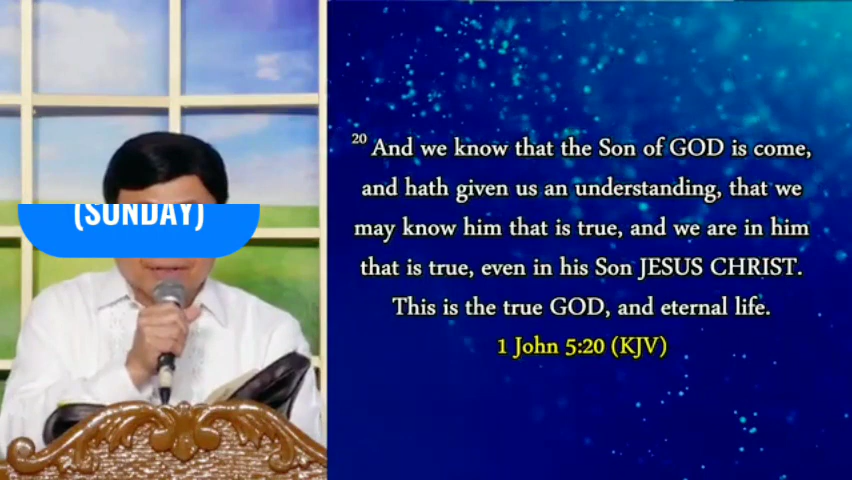 (SUNDAY)
20 And we know that the Son of GOD is come,
and hath given us an understanding, that we
may know him that is true, and we are in him
that is true, even in his Son JESUS CHRIST.
This is the true GOD, and eternal life.
1 John 5:20 (KJV)